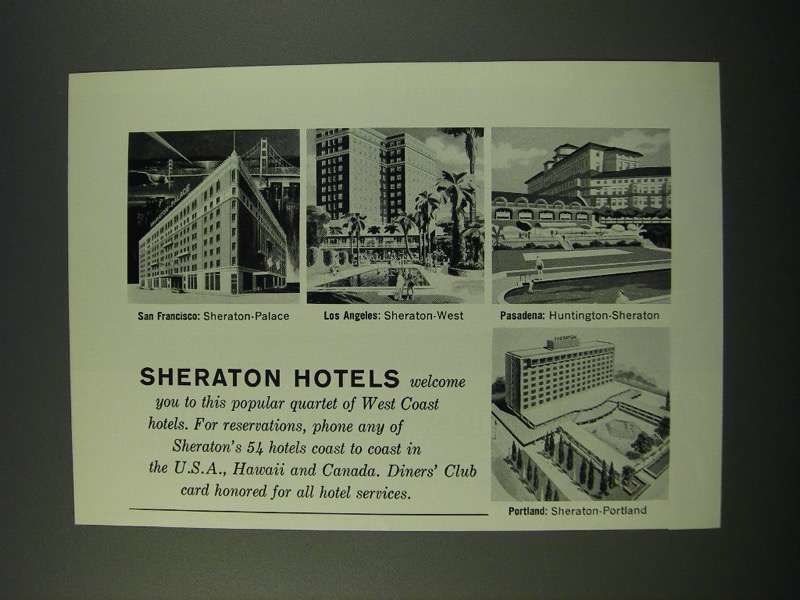 San Francisco: Sheraton-Palace
Los Angeles: Sheraton-West
Pasadena: Huntington-Sheraton
SHERATON HOTELS welcome
you to this popular quartet of West Coast
hotels. For reservations, phone any of
Sheraton's 54 hotels coast to coast in
the U.S.A., Hawaii and Canada. Diners' Club
card honored for all hotel services.
SHERATON
Portland: Sheraton-Portland